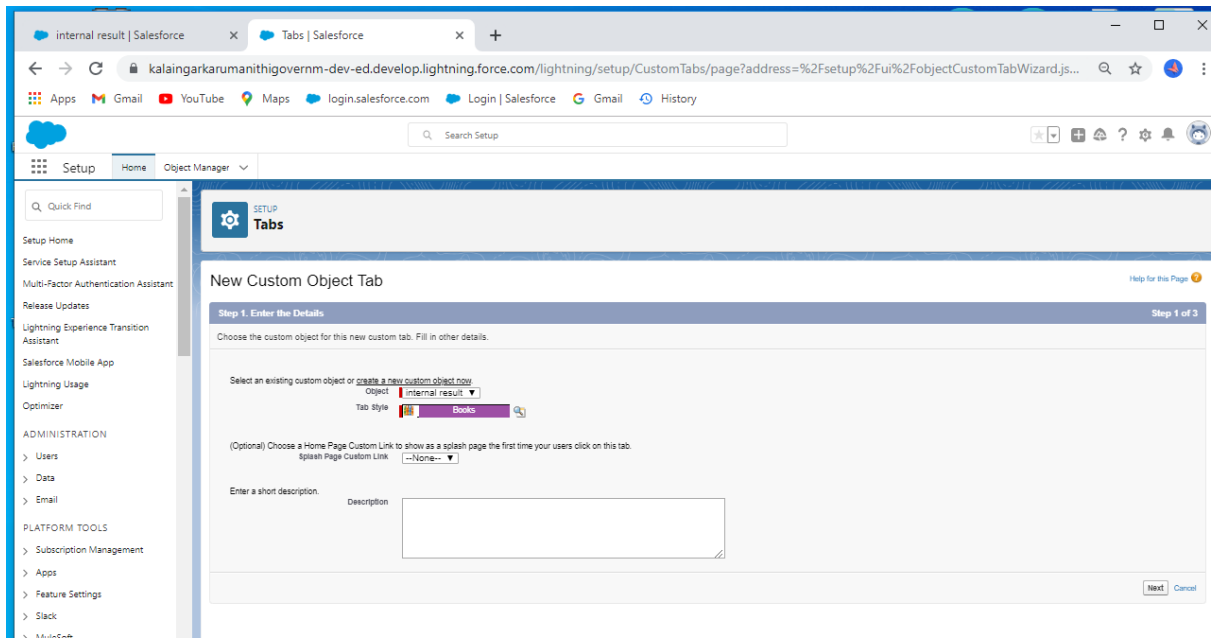 internal result | Salesforce
Tabs | Salesforce
kalaingarkarumanithigovernm-dev-ed.develop.lightning.force.com/lightning/setup/CustomTabs/page?address=%2Fsetup%2Fui%2FobjectCustomTabWizard.js...
Apps Gmail YouTube Maps login.salesforce.com Login | Salesforce Gmail History
Search Setup
Setup Home Object Manager
Quick Find
Setup Home
Service Setup Assistant
Multi-Factor Authentication Assistant
Release Updates
Lightning Experience Transition
Assistant
Salesforce Mobile App
Lightning Usage
Optimizer
ADMINISTRATION
Users
Data
Email
PLATFORM TOOLS
Subscription Management
Apps
Feature Settings
Slack
MuleSoft
SETUP
Tabs
New Custom Object Tab
Help for this Page
Step 1. Enter the Details Step 1 of 3
Choose the custom object for this new custom tab. Fill in other details.
Select an existing custom object or create a new custom object now.
Object internal result
Tab Style Books
(Optional) Choose a Home Page Custom Link to show as a splash page the first time your users click on this tab.
Splash Page Custom Link --None--
Enter a short description.
Description
Next Cancel